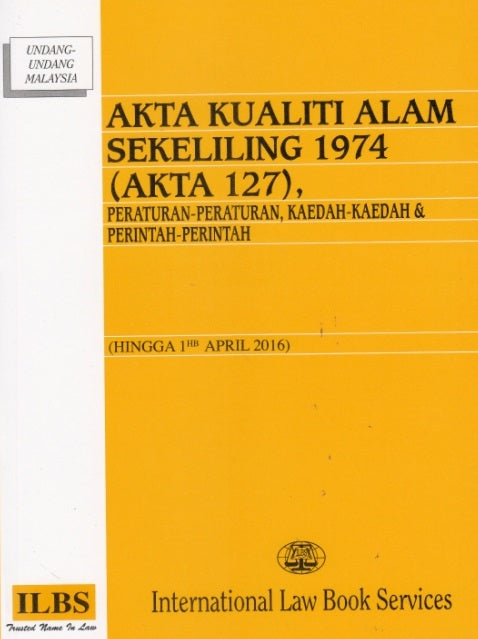 UNDANG-
UNDANG
MALAYSIA
AKTA KUALITI ALAM
SEKELILING 1974
(AKTA 127),
PERATURAN-PERATURAN, KAEDAH-KAEDAH &
PERINTAH-PERINTAH
(HINGGA 1HB APRIL 2016)
ILBS
Trusted Name In Law
International Law Book Services